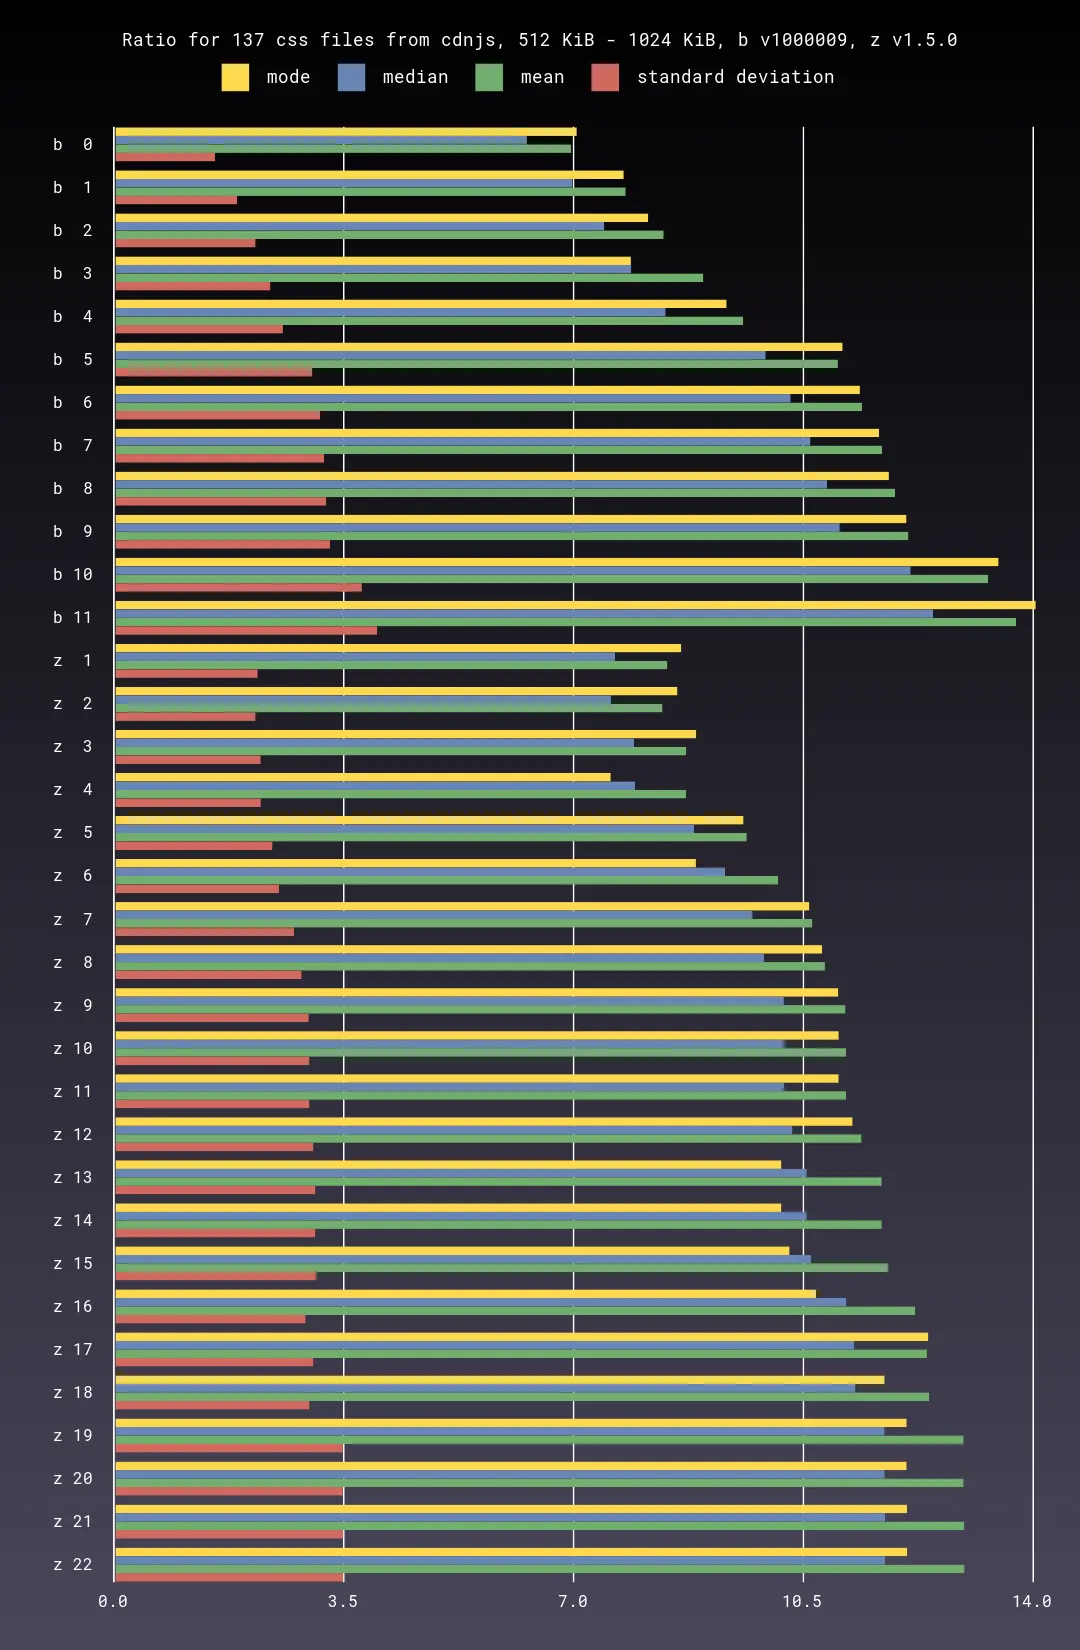 Ratio for 137 css files from cdnjs, 512 KiB - 1024 KiB, b v1000009, z v1.5.0
mode median mean standard deviation
b 0
b 1
b 2
b 3
b 4
b 5
b 6
b 7
b 8
b 9
b 10
b 11
z 1
z 2
z 3
z 4
z 5
z 6
z 7
z 8
z 9
z 10
z 11
z 12
z 13
z 14
z 15
z 16
z 17
z 18
z 19
z 20
z 21
z 22
0.0 3.5 7.0 10.5 14.0